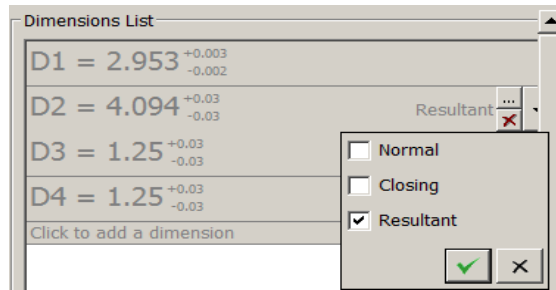 Dimensions List
D1 = 2.953 +0.003 -0.002
D2 = 4.094 +0.03 -0.03 Resultant ...
D3 = 1.25 +0.03 -0.03
Normal
D4 = 1.25 +0.03 -0.03
Closing
Resultant
Click to add a dimension